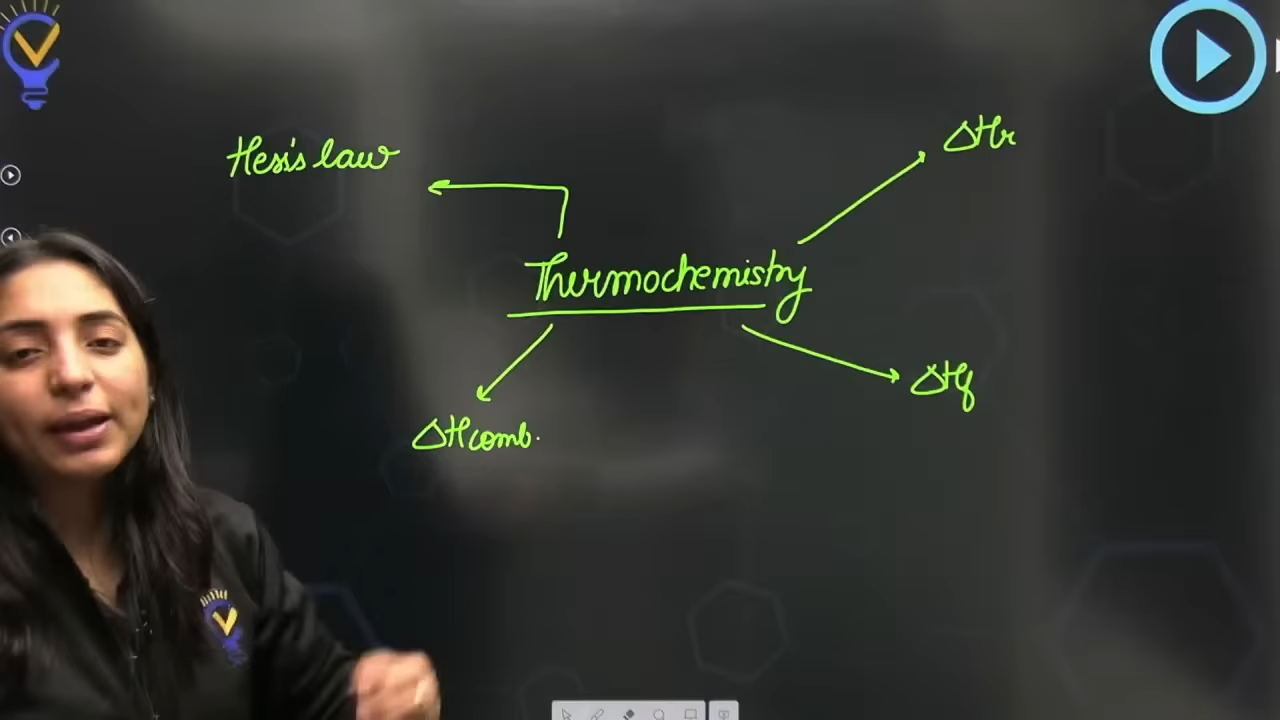 Hess's law
ΔHr
Thermochemistry
ΔHf
ΔHcomb.